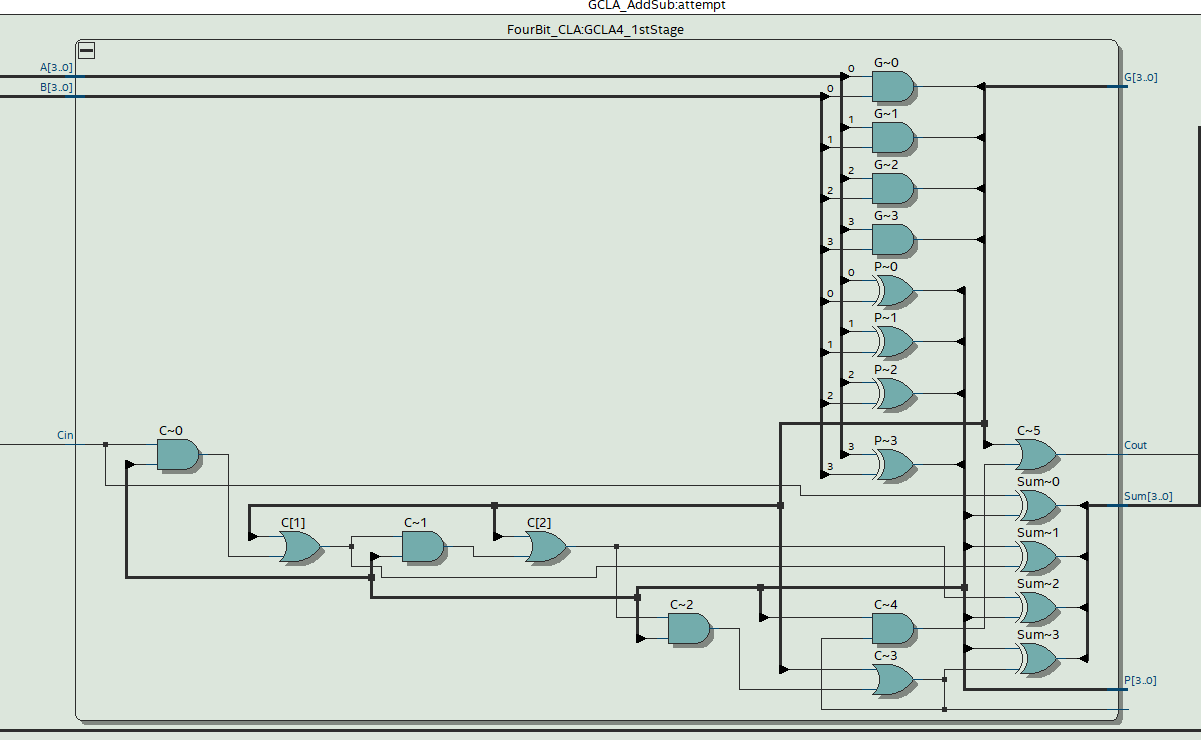 GCLA_AddSub:attempt
FourBit_CLA:GCLA4_1stStage
A[3..0]
B[3..0]
0
0
G~0
G[3..0]
1
1
G~1
2
2
G~2
3
3
G~3
0
0
P~0
1
1
P~1
2
2
P~2
3
3
P~3
Cin
C~0
C~5
Cout
Sum~0
Sum[3..0]
C[1]
C~1
C[2]
Sum~1
Sum~2
C~2
C~4
Sum~3
C~3
P[3..0]